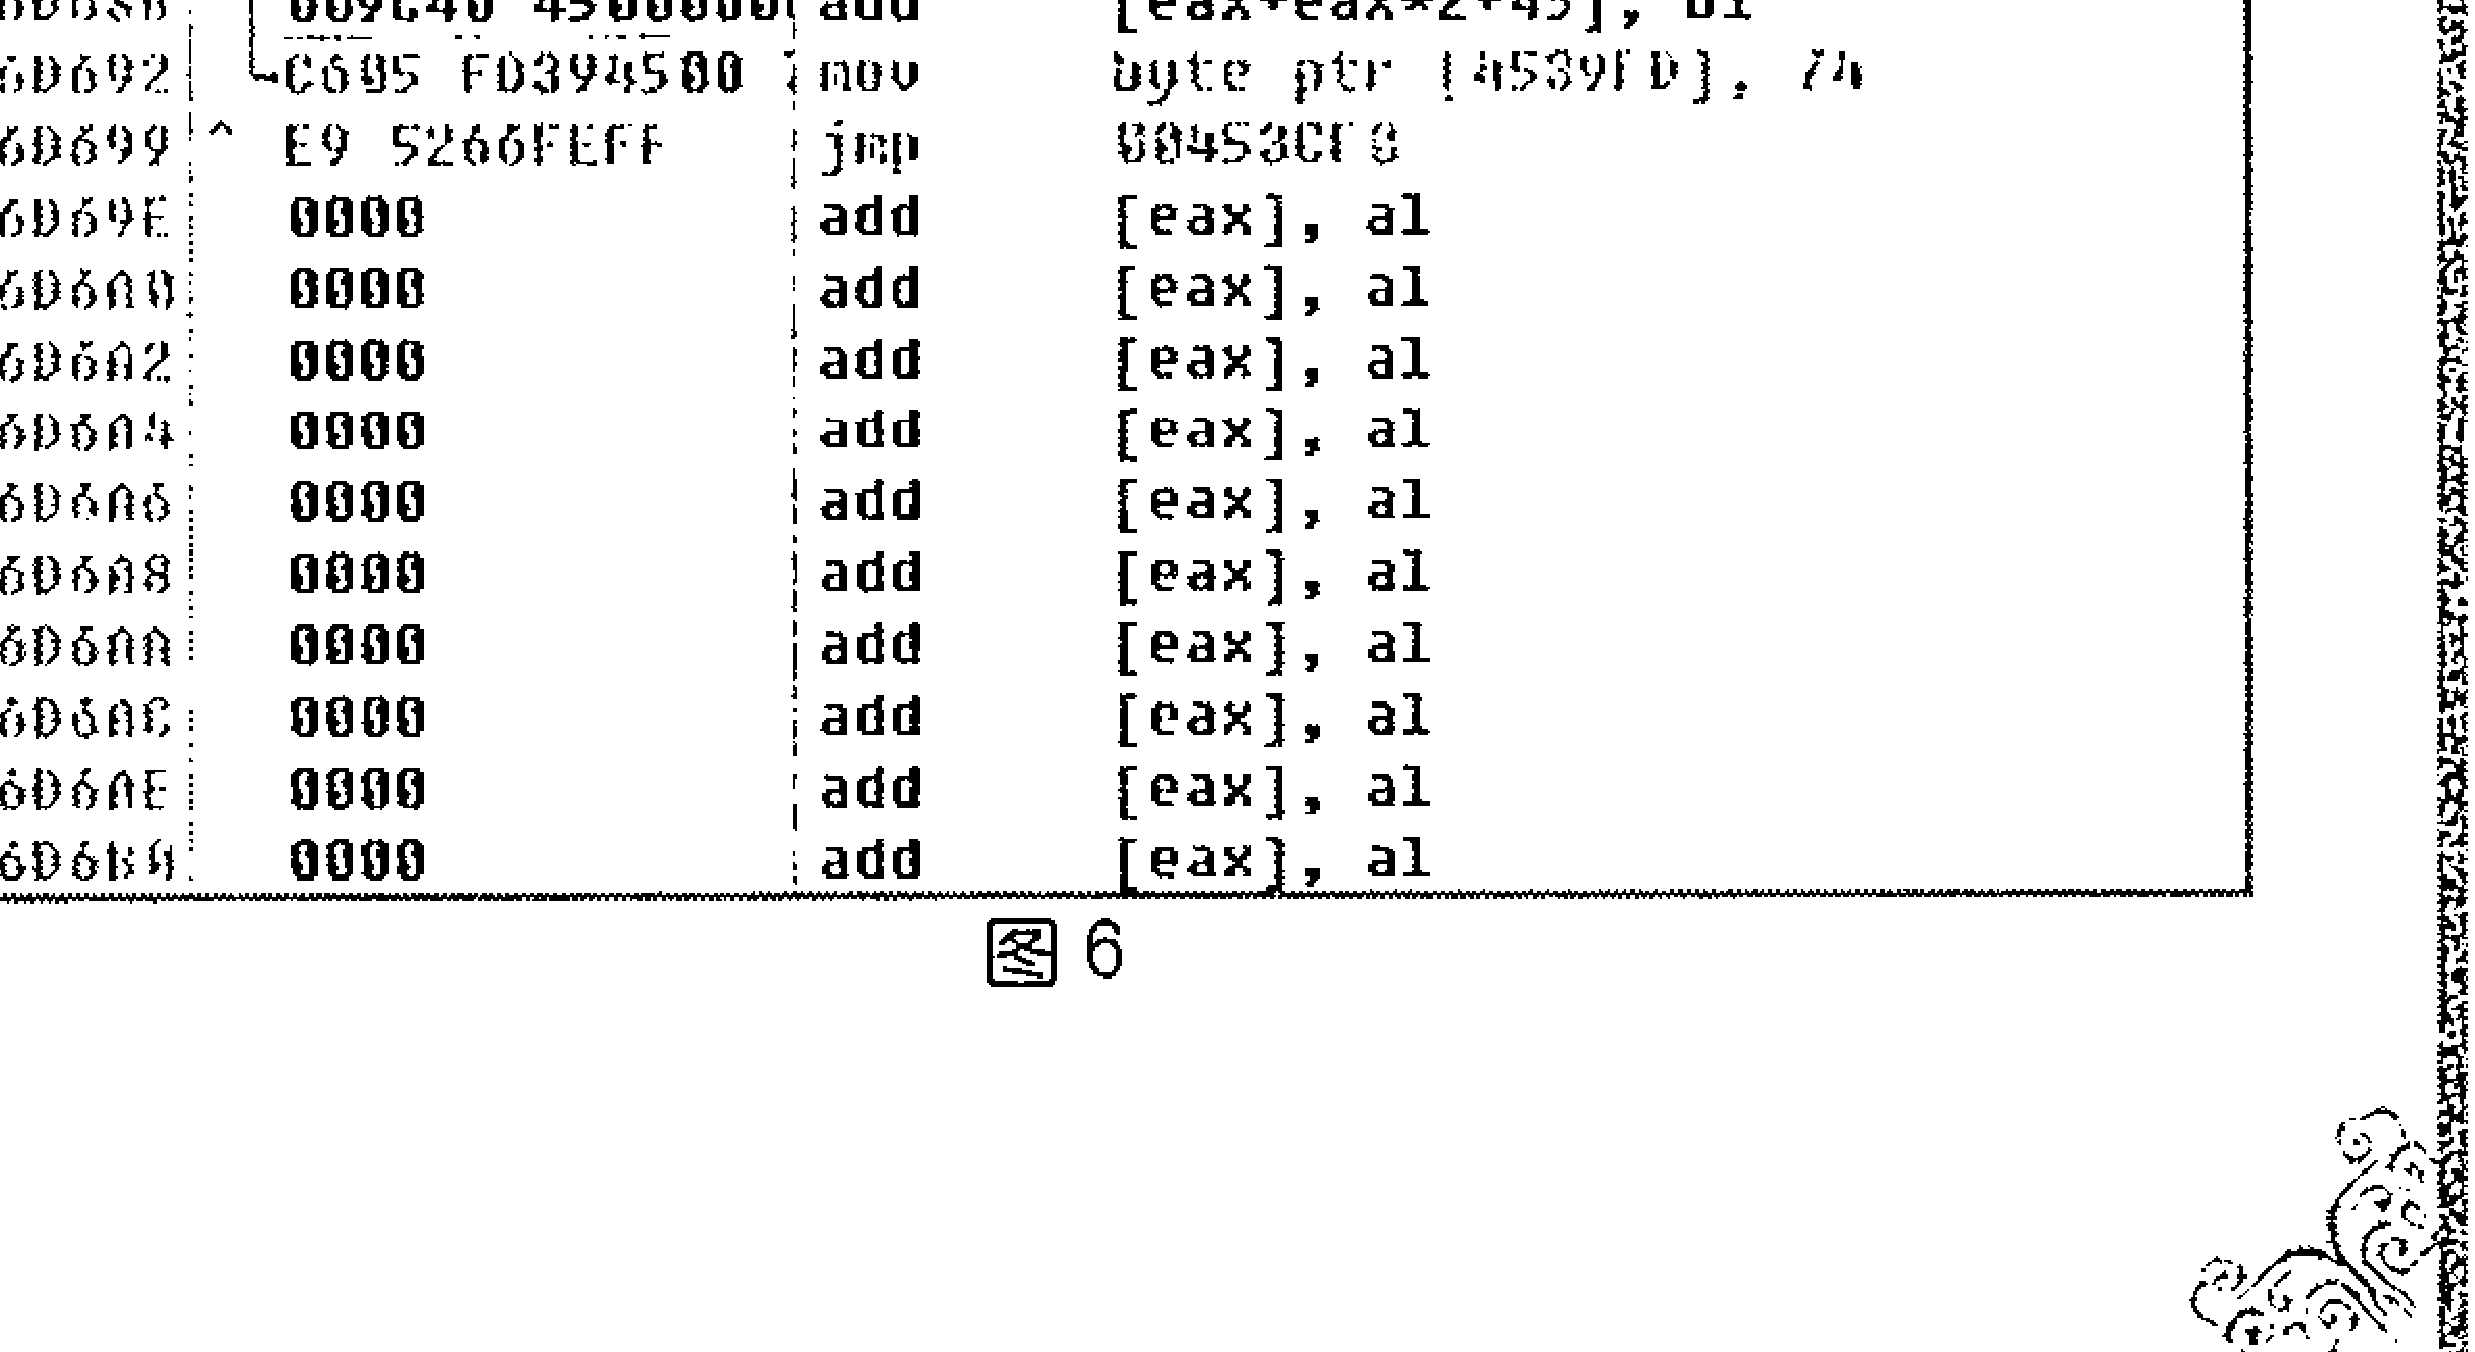 add
6D692 C605 FD394500 mov byte ptr [4539FD], 74
6D699 ^ E9 5266FEFF jmp 00453CF0
6D69E 0000 add [eax], al
6D6A0 0000 add [eax], al
6D6A2 0000 add [eax], al
6D6A4 0000 add [eax], al
6D6A6 0000 add [eax], al
6D6A8 0000 add [eax], al
6D6AA 0000 add [eax], al
6D6AC 0000 add [eax], al
6D6AE 0000 add [eax], al
0000 add [eax], al
图 6